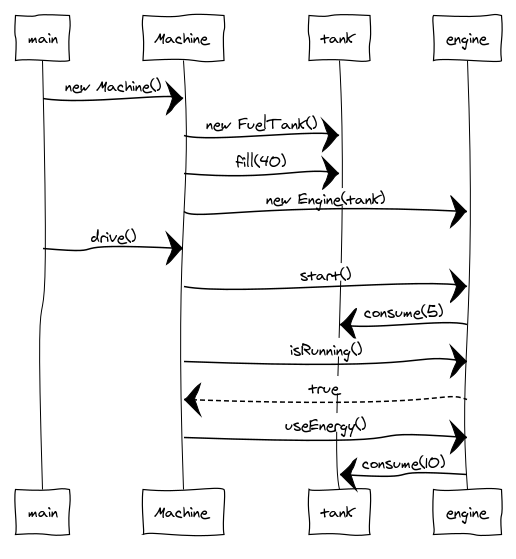 main Machine tank engine
new Machine()
new FuelTank()
fill(40)
new Engine(tank)
drive()
start()
consume(5)
isRunning()
true
useEnergy()
consume(10)
main Machine tank engine